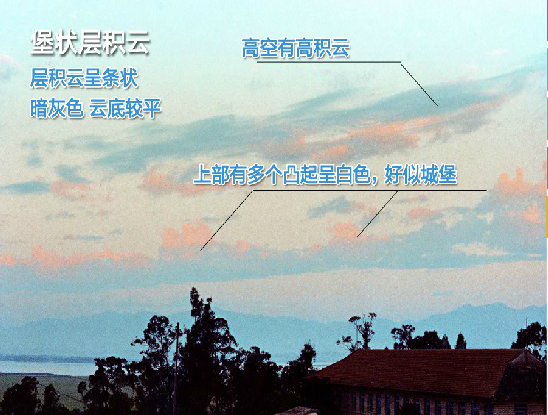 堡状层积云
高空有高积云
层积云呈条状
暗灰色 云底较平
上部有多个凸起呈白色，好似城堡